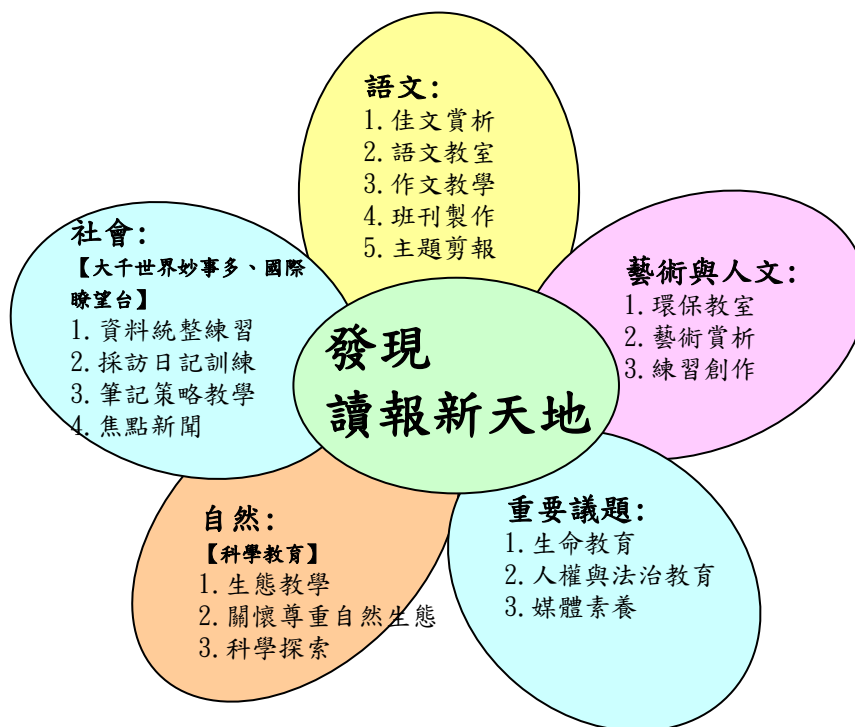 語文：
1.佳文賞析
2.語文教室
3.作文教學
4.班刊製作
5.主題剪報
社會：
【大千世界妙事多、國際
瞭望台】
1.資料統整練習
2.採訪日記訓練
3.筆記策略教學
4.焦點新聞
藝術與人文：
1.環保教室
2.藝術賞析
3.練習創作
發現
讀報新天地
自然：
【科學教育】
1.生態教學
2.關懷尊重自然生態
3.科學探索
重要議題：
1.生命教育
2.人權與法治教育
3.媒體素養